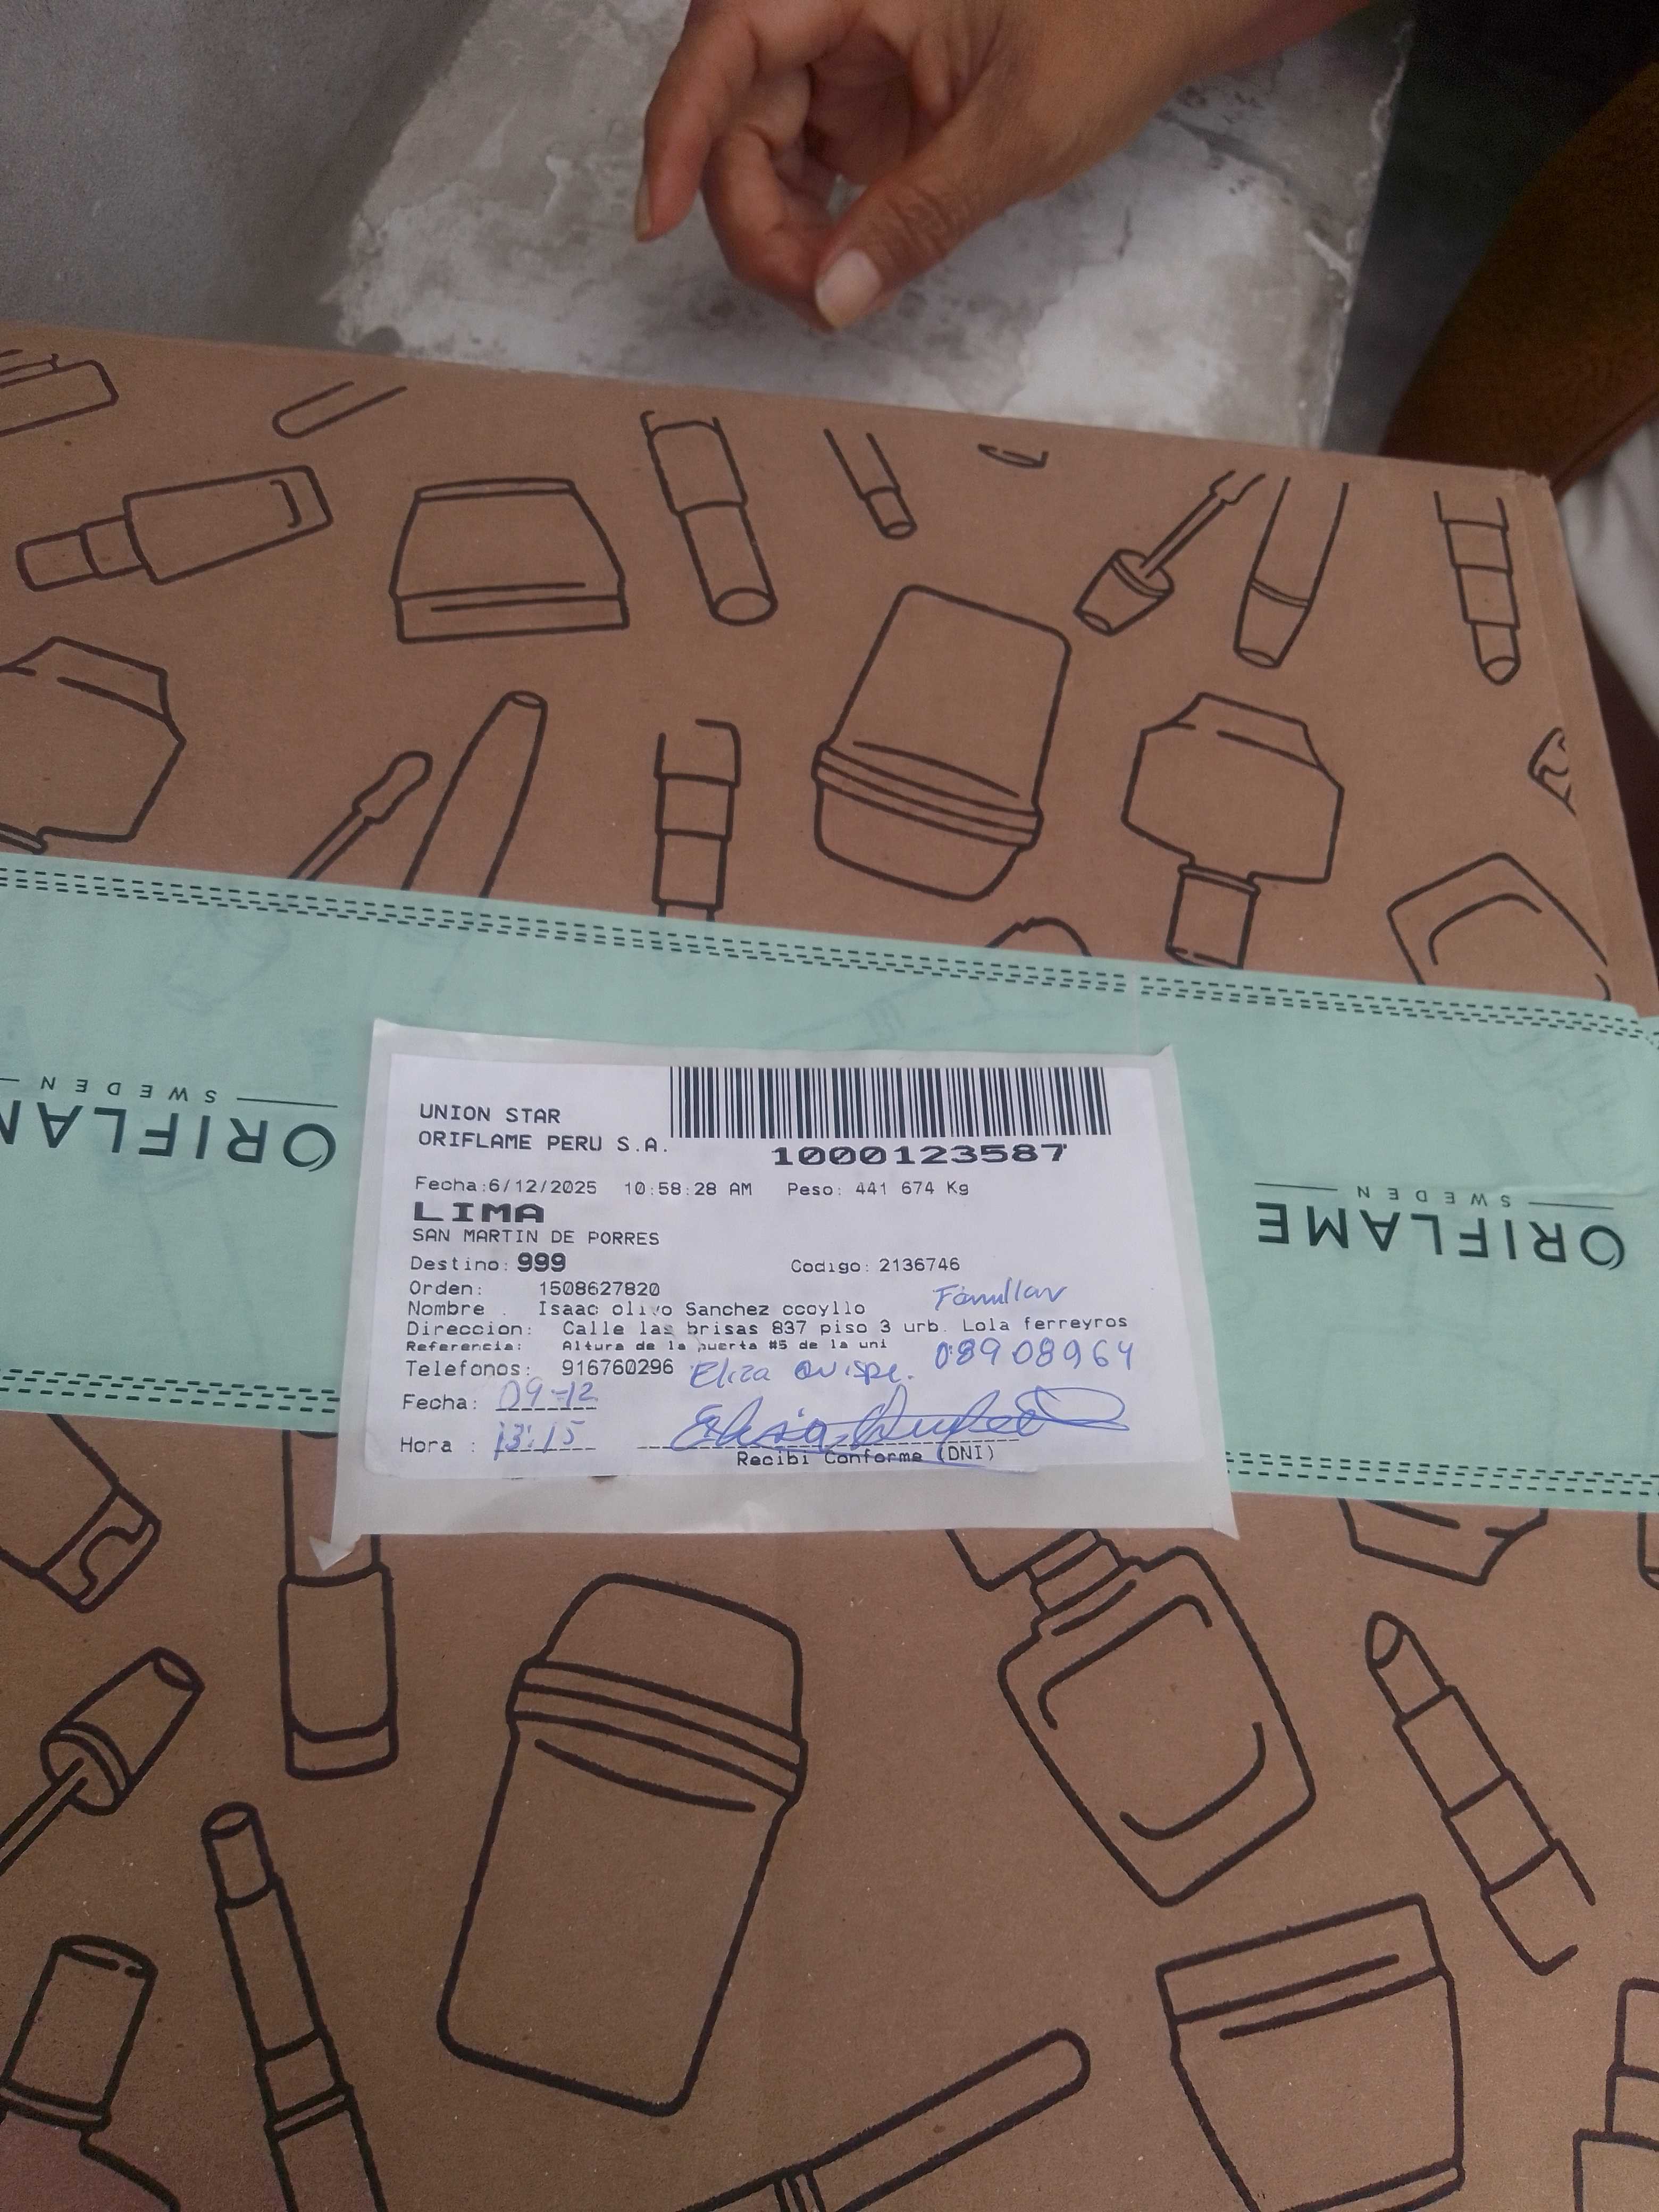 ORIFLAM
SWEDEN
ORIFLAME
SWEDEN
UNION STAR
ORIFLAME PERU S.A.
1000123587
Fecha:6/12/2025 10:58:28 AM Peso: 441 674 Kg
LIMA
SAN MARTIN DE PORRES
Destino: 999 Codigo: 2136746
Orden: 1508627820
Nombre : Isaac olivo Sanchez ccoyllo
Direccion: Calle las brisas 837 piso 3 urb. Lola ferreyros
Referencia: Altura de la puerta #5 de la uni
Telefonos: 916760296 Eliza Quispe. 08908964
Fecha: 09-12
Hora : 13:15
Recibi Conforme (DNI)